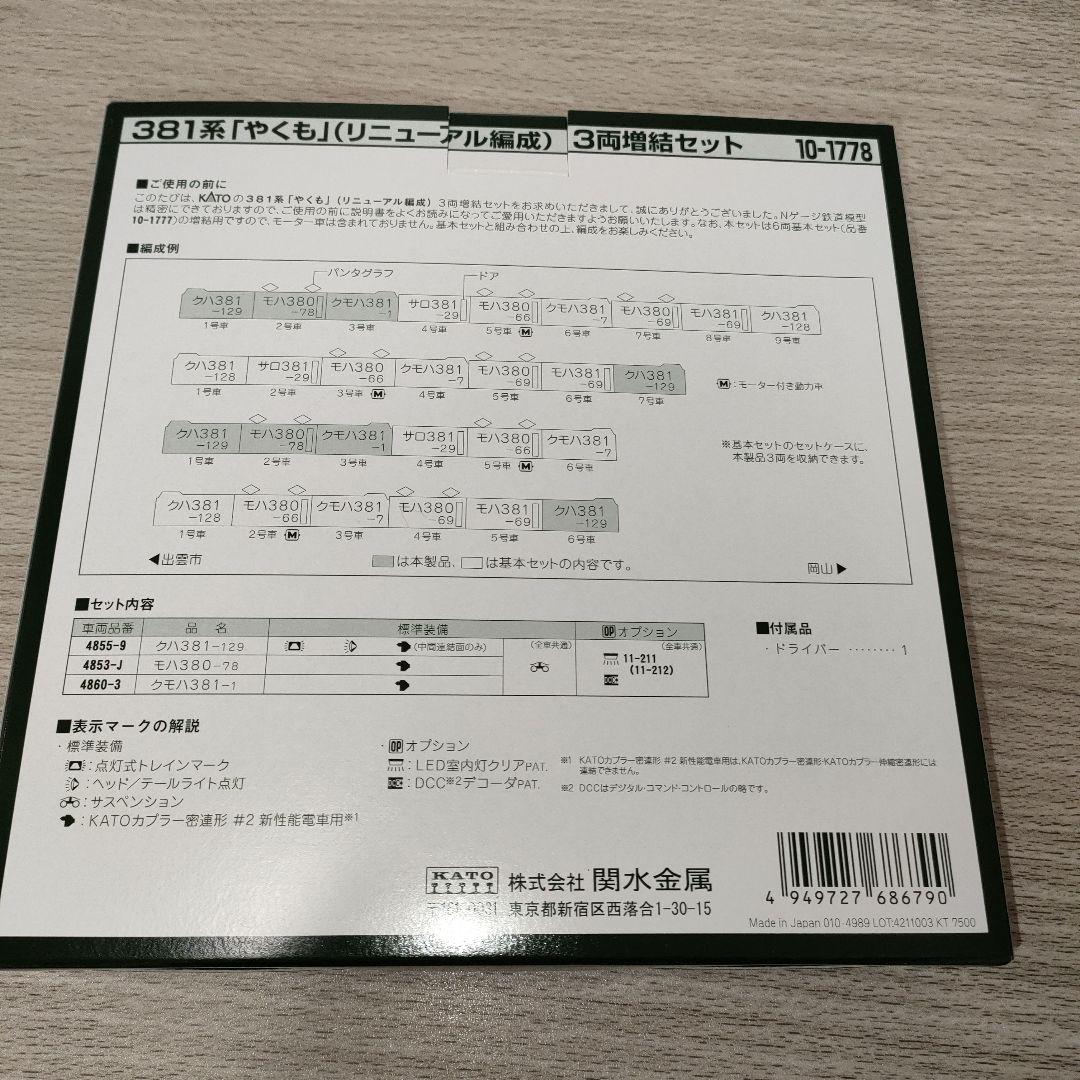 381系「やくも」(リニューアル編成) 3両増結セット 10-1778
■ご使用の前に
このたびは、KATOの381系「やくも」(リニューアル編成) 3両増結セットをお求めいただきまして、誠にありがとうございました。Nゲージ鉄道模型
は精密にできておりますので、ご使用の前に説明書をよくお読みになってご愛用いただきますようお願いいたします。なお、本セットは6両基本セット(品番
10-1777)の増結用ですので、モーター車は含まれておりません。基本セットと組み合わせの上、編成をお楽しみください。
■編成例
パンタグラフ ドア
クハ381 モハ380 クモハ381 サロ381 モハ380 クモハ381 モハ380 モハ381 クハ381
-129 -78 -1 -29 -66 -7 -69 -69 -128
1号車 2号車 3号車 4号車 5号車 M 6号車 7号車 8号車 9号車
クハ381 サロ381 モハ380 クモハ381 モハ380 モハ381 クハ381
-128 -29 -66 -7 -69 -69 -129
1号車 2号車 3号車 M 4号車 5号車 6号車 7号車
M:モーター付き動力車
クハ381 モハ380 クモハ381 サロ381 モハ380 クモハ381
-129 -78 -1 -29 -66 -7
1号車 2号車 3号車 4号車 5号車 M 6号車
※基本セットのセットケースに、
本製品3両を収納できます。
クハ381 モハ380 クモハ381 モハ380 モハ381 クハ381
-128 -66 -7 -69 -69 -129
1号車 2号車 M 3号車 4号車 5号車 6号車
◀出雲市 は本製品、 は基本セットの内容です。 岡山▶
■セット内容
車両品番 品 名 標準装備 OPオプション
4855-9 クハ381-129 (中間連結面のみ) (全車共通) (全車共通)
4853-J モハ380-78 11-211
(11-212)
4860-3 クモハ381-1 DCC
■付属品
・ドライバー ········ 1
■表示マークの解説
・標準装備
:点灯式トレインマーク
:ヘッド/テールライト点灯
:サスペンション
:KATOカプラー密連形 #2 新性能電車用※1
・OPオプション
:LED室内灯クリアPAT.
DCC:DCC※2デコーダPAT.
※1 KATOカプラー密連形 #2 新性能電車用は、KATOカプラー密連形・KATOカプラー伸縮密連形には
連結できません。
※2 DCCはデジタル・コマンド・コントロールの略です。
KATO 株式会社 関水金属
〒161-0031 東京都新宿区西落合1-30-15
4 949727 686790
Made in Japan 010-4989 LOT:4211003 KT 7500